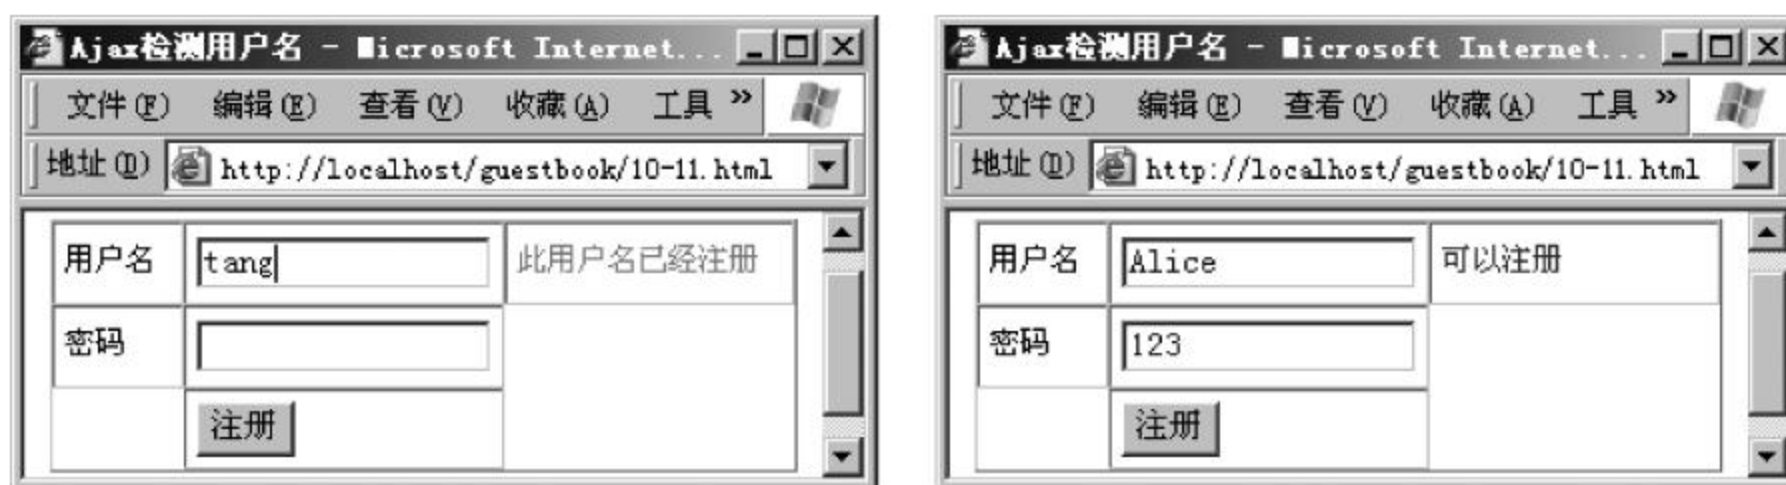 Ajax检测用户名 - Microsoft Internet...
文件(F) 编辑(E) 查看(V) 收藏(A) 工具 »
地址(D) http://localhost/guestbook/10-11.html
用户名 tang 此用户名已经注册
密码
注册
Ajax检测用户名 - Microsoft Internet...
文件(F) 编辑(E) 查看(V) 收藏(A) 工具 »
地址(D) http://localhost/guestbook/10-11.html
用户名 Alice 可以注册
密码 123
注册